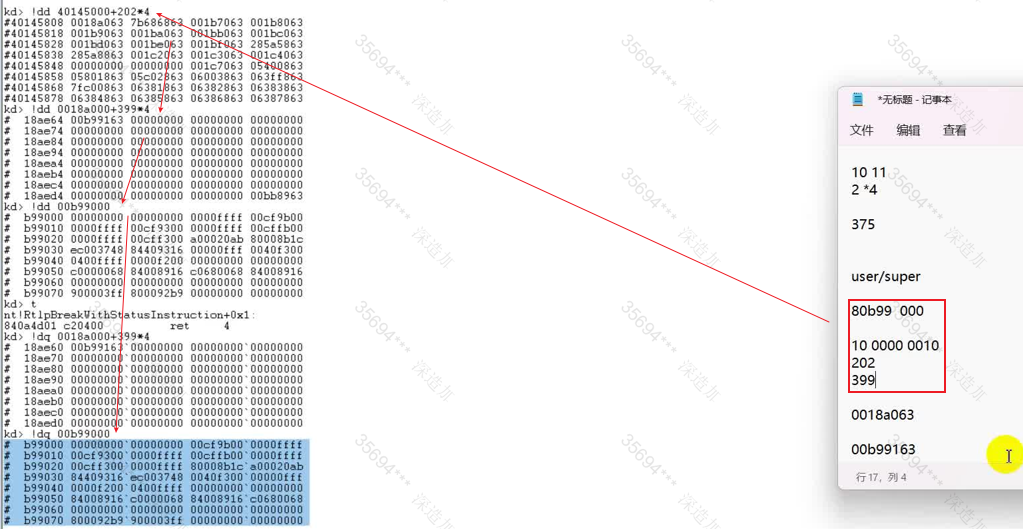 kd> !dd 40145000+202*4
#40145808 0018a063 7b686863 001b7063 001b8063
#40145818 001b9063 001ba063 001bb063 001bc063
#40145828 001bd063 001be063 001bf063 285a5863
#40145838 285a8863 001c2063 001c3063 001c4063
#40145848 00000000 00000000 001c7063 05400863
#40145858 05801863 05c02863 06003863 063ff863
#40145868 7fc00863 06381863 06382863 06383863
#40145878 06384863 06385863 06386863 06387863
kd> !dd 0018a000+399*4
# 18ae64 00b99163 00000000 00000000 00000000
# 18ae74 00000000 00000000 00000000 00000000
# 18ae84 00000000 00000000 00000000 00000000
# 18ae94 00000000 00000000 00000000 00000000
# 18aea4 00000000 00000000 00000000 00000000
# 18aeb4 00000000 00000000 00000000 00000000
# 18aec4 00000000 00000000 00000000 00000000
# 18aed4 00000000 00000000 00000000 00bb8963
kd> !dd 00b99000
# b99000 00000000 00000000 0000ffff 00cf9b00
# b99010 0000ffff 00cf9300 0000ffff 00cffb00
# b99020 0000ffff 00cff300 a00020ab 80008b1c
# b99030 ec003748 84409316 00000fff 0040f300
# b99040 0400ffff 0000f200 00000000 00000000
# b99050 c0000068 84008916 c0680068 84008916
# b99060 00000000 00000000 00000000 00000000
# b99070 900003ff 800092b9 00000000 00000000
kd> t
nt!RtlpBreakWithStatusInstruction+0x1:
840a4d01 c20400 ret 4
kd> !dq 0018a000+399*4
# 18ae60 00b99163`00000000 00000000`00000000
# 18ae70 00000000`00000000 00000000`00000000
# 18ae80 00000000`00000000 00000000`00000000
# 18ae90 00000000`00000000 00000000`00000000
# 18aea0 00000000`00000000 00000000`00000000
# 18aeb0 00000000`00000000 00000000`00000000
# 18aec0 00000000`00000000 00000000`00000000
# 18aed0 00000000`00000000 00000000`00000000
kd> !dq 00b99000
# b99000 00000000`00000000 00cf9b00`0000ffff
# b99010 00cf9300`0000ffff 00cffb00`0000ffff
# b99020 00cff300`0000ffff 80008b1c`a00020ab
# b99030 84409316`ec003748 0040f300`00000fff
# b99040 0000f200`0400ffff 00000000`00000000
# b99050 84008916`c0000068 84008916`c0680068
# b99060 00000000`00000000 00000000`00000000
# b99070 800092b9`900003ff 00000000`00000000
*无标题 - 记事本
文件 编辑 查看
10 11
2 *4
375
user/super
80b99 000
10 0000 0010
202
399
0018a063
00b99163
行 17，列 4